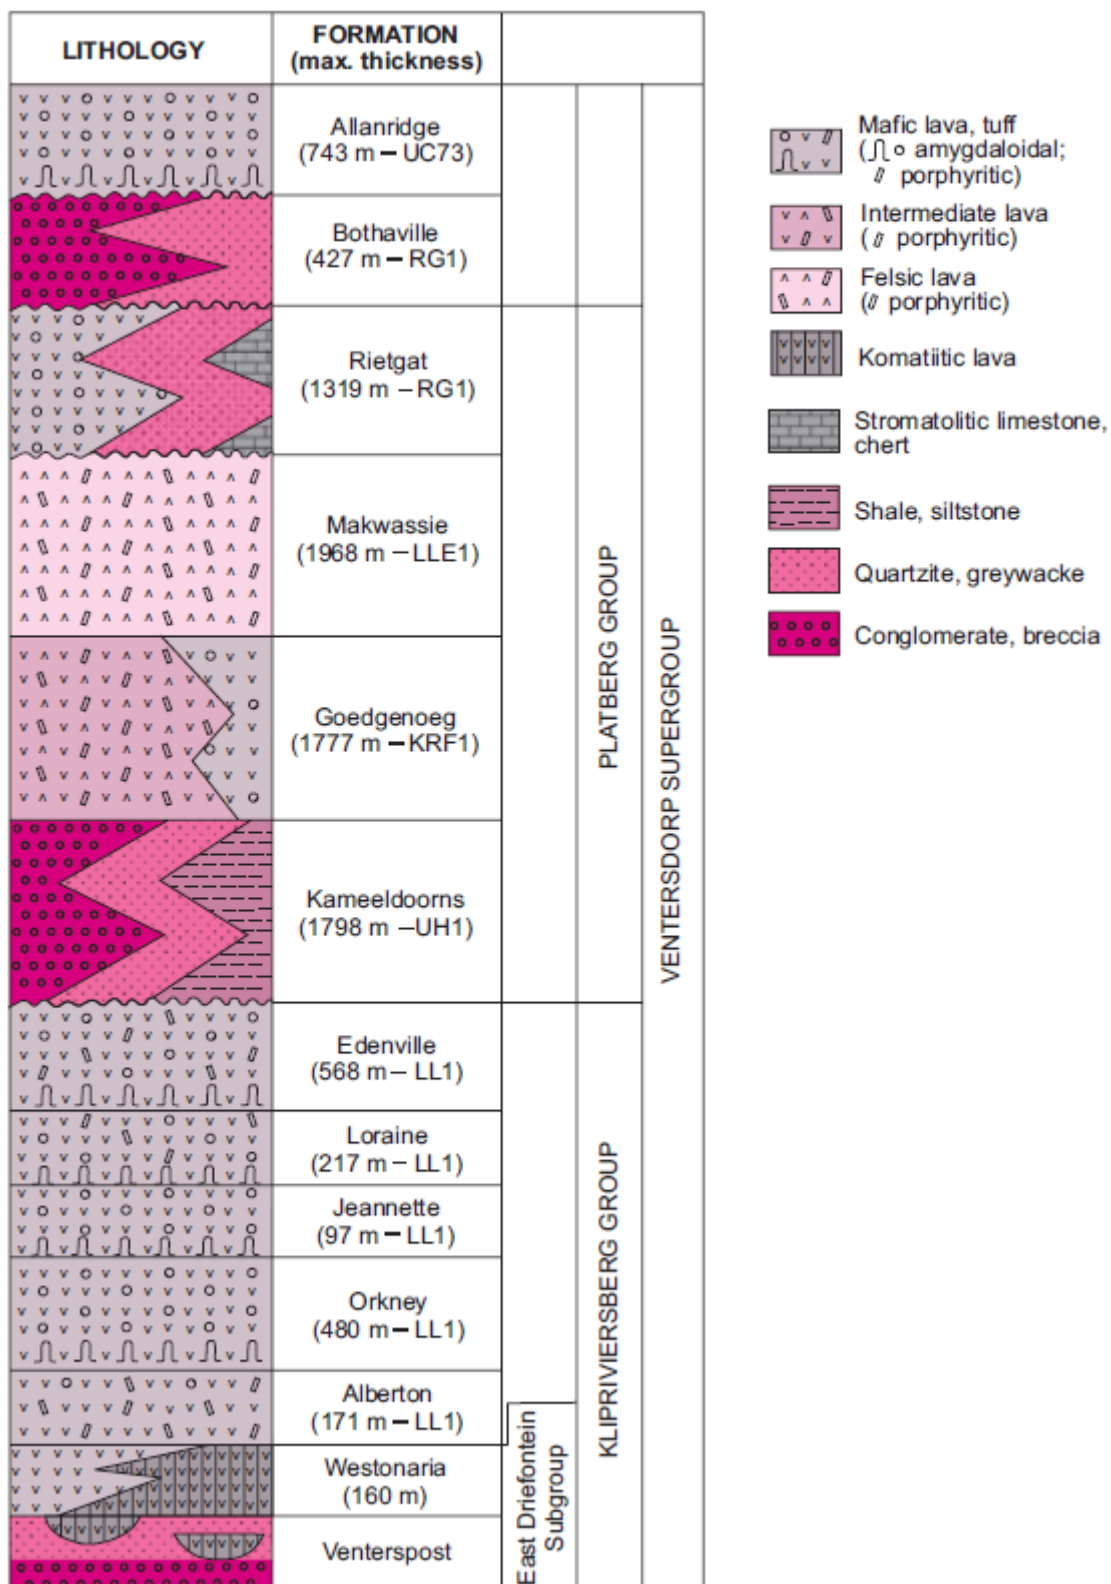 LITHOLOGY
FORMATION
(max. thickness)
Allanridge
(743 m – UC73)
Bothaville
(427 m – RG1)
Rietgat
(1319 m – RG1)
Makwassie
(1968 m – LLE1)
Goedgenoeg
(1777 m – KRF1)
Kameeldoorns
(1798 m –UH1)
Edenville
(568 m – LL1)
Loraine
(217 m – LL1)
Jeannette
(97 m – LL1)
Orkney
(480 m – LL1)
Alberton
(171 m – LL1)
Westonaria
(160 m)
Venterspost
East Driefontein
Subgroup
PLATBERG GROUP
KLIPRIVIERSBERG GROUP
VENTERSDORP SUPERGROUP
Mafic lava, tuff
( amygdaloidal;
porphyritic)
Intermediate lava
( porphyritic)
Felsic lava
( porphyritic)
Komatiitic lava
Stromatolitic limestone,
chert
Shale, siltstone
Quartzite, greywacke
Conglomerate, breccia